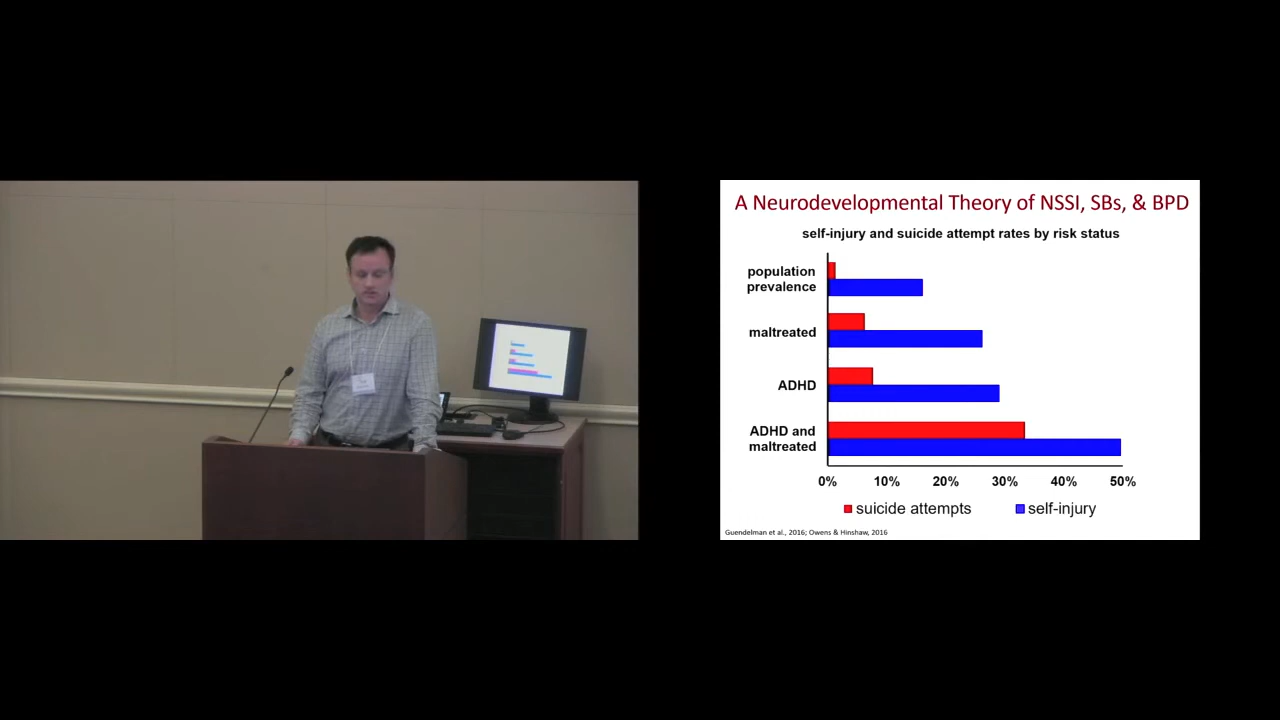 A Neurodevelopmental Theory of NSSI, SBs, & BPD
self-injury and suicide attempt rates by risk status
population
prevalence
maltreated
ADHD
ADHD and
maltreated
0% 10% 20% 30% 40% 50%
suicide attempts self-injury
Guendelman et al., 2016; Owens & Hinshaw, 2016